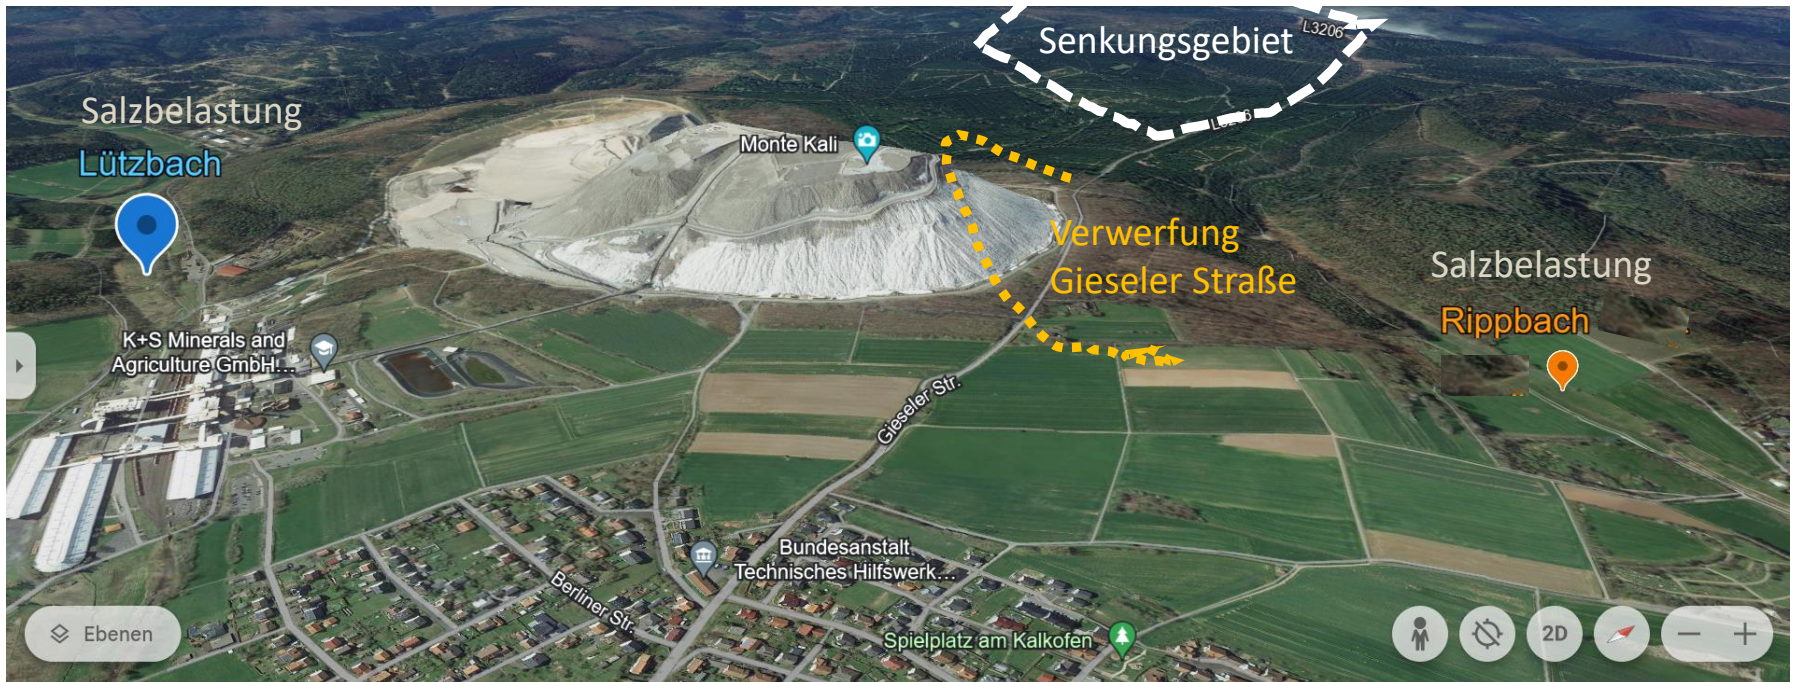 Senkungsgebiet
L3206
Salzbelastung
Lützbach
Monte Kali
Verwerfung
Gieseler Straße
Salzbelastung
Rippbach
K+S Minerals and
Agriculture GmbH...
Gieseler Str.
Bundesanstalt
Technisches Hilfswerk...
Berliner Str.
Spielplatz am Kalkofen
Ebenen
2D